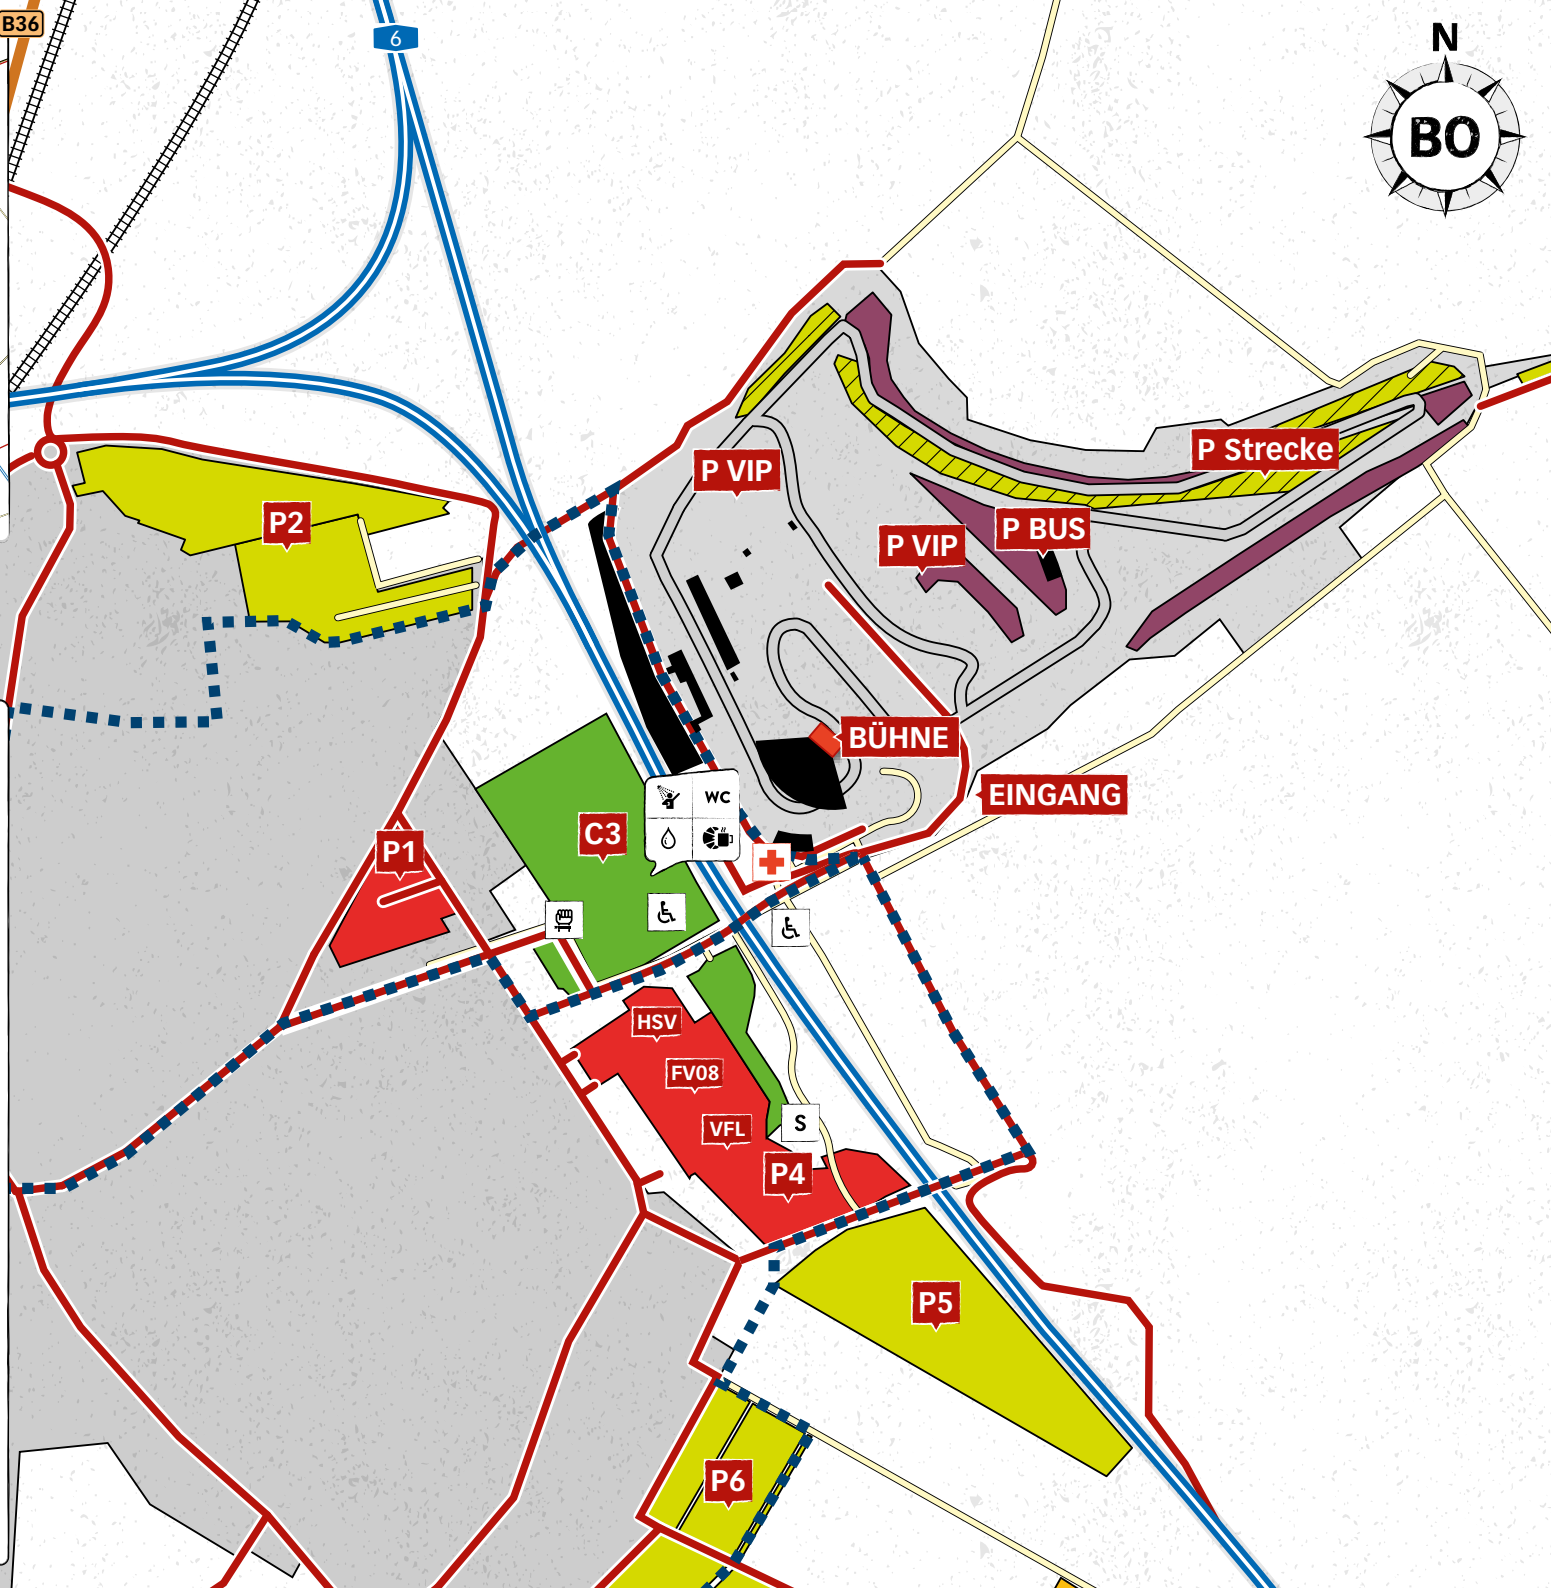 B36
6
N
BO
P Strecke
P VIP
P2
P BUS
P VIP
BÜHNE
EINGANG
WC
C3
P1
HSV
FV08
VFL
S
P4
P5
P6